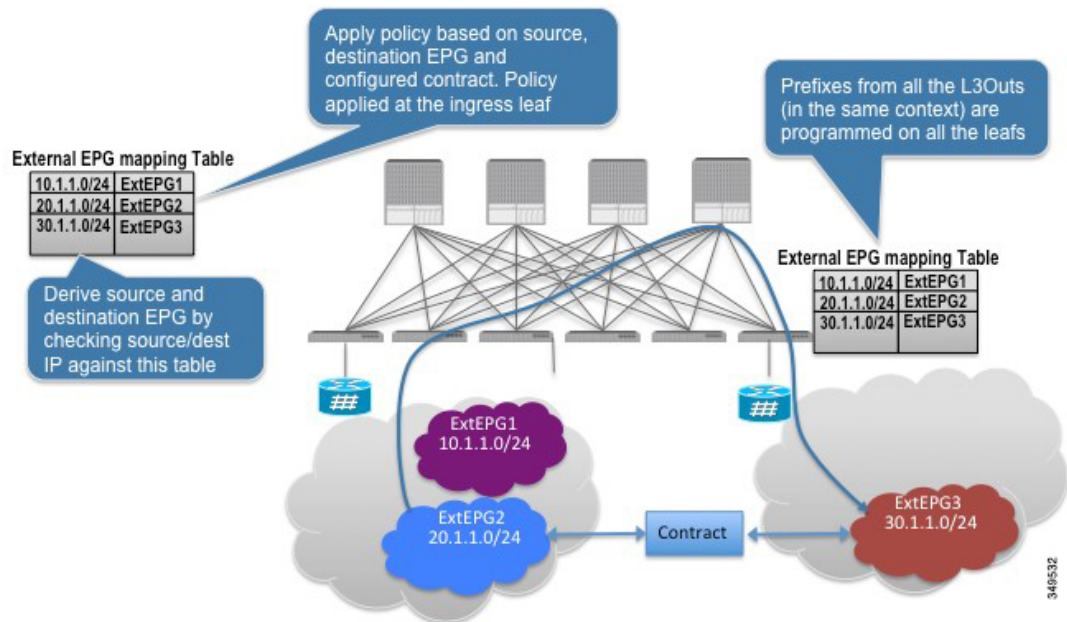 Apply policy based on source,
destination EPG and
configured contract. Policy
applied at the ingress leaf
Prefixes from all the L3Outs
(in the same context) are
programmed on all the leafs
External EPG mapping Table
10.1.1.0/24 ExtEPG1
20.1.1.0/24 ExtEPG2
30.1.1.0/24 ExtEPG3
Derive source and
destination EPG by
checking source/dest
IP against this table
External EPG mapping Table
10.1.1.0/24 ExtEPG1
20.1.1.0/24 ExtEPG2
30.1.1.0/24 ExtEPG3
ExtEPG1
10.1.1.0/24
ExtEPG2
20.1.1.0/24
Contract
ExtEPG3
30.1.1.0/24
349532